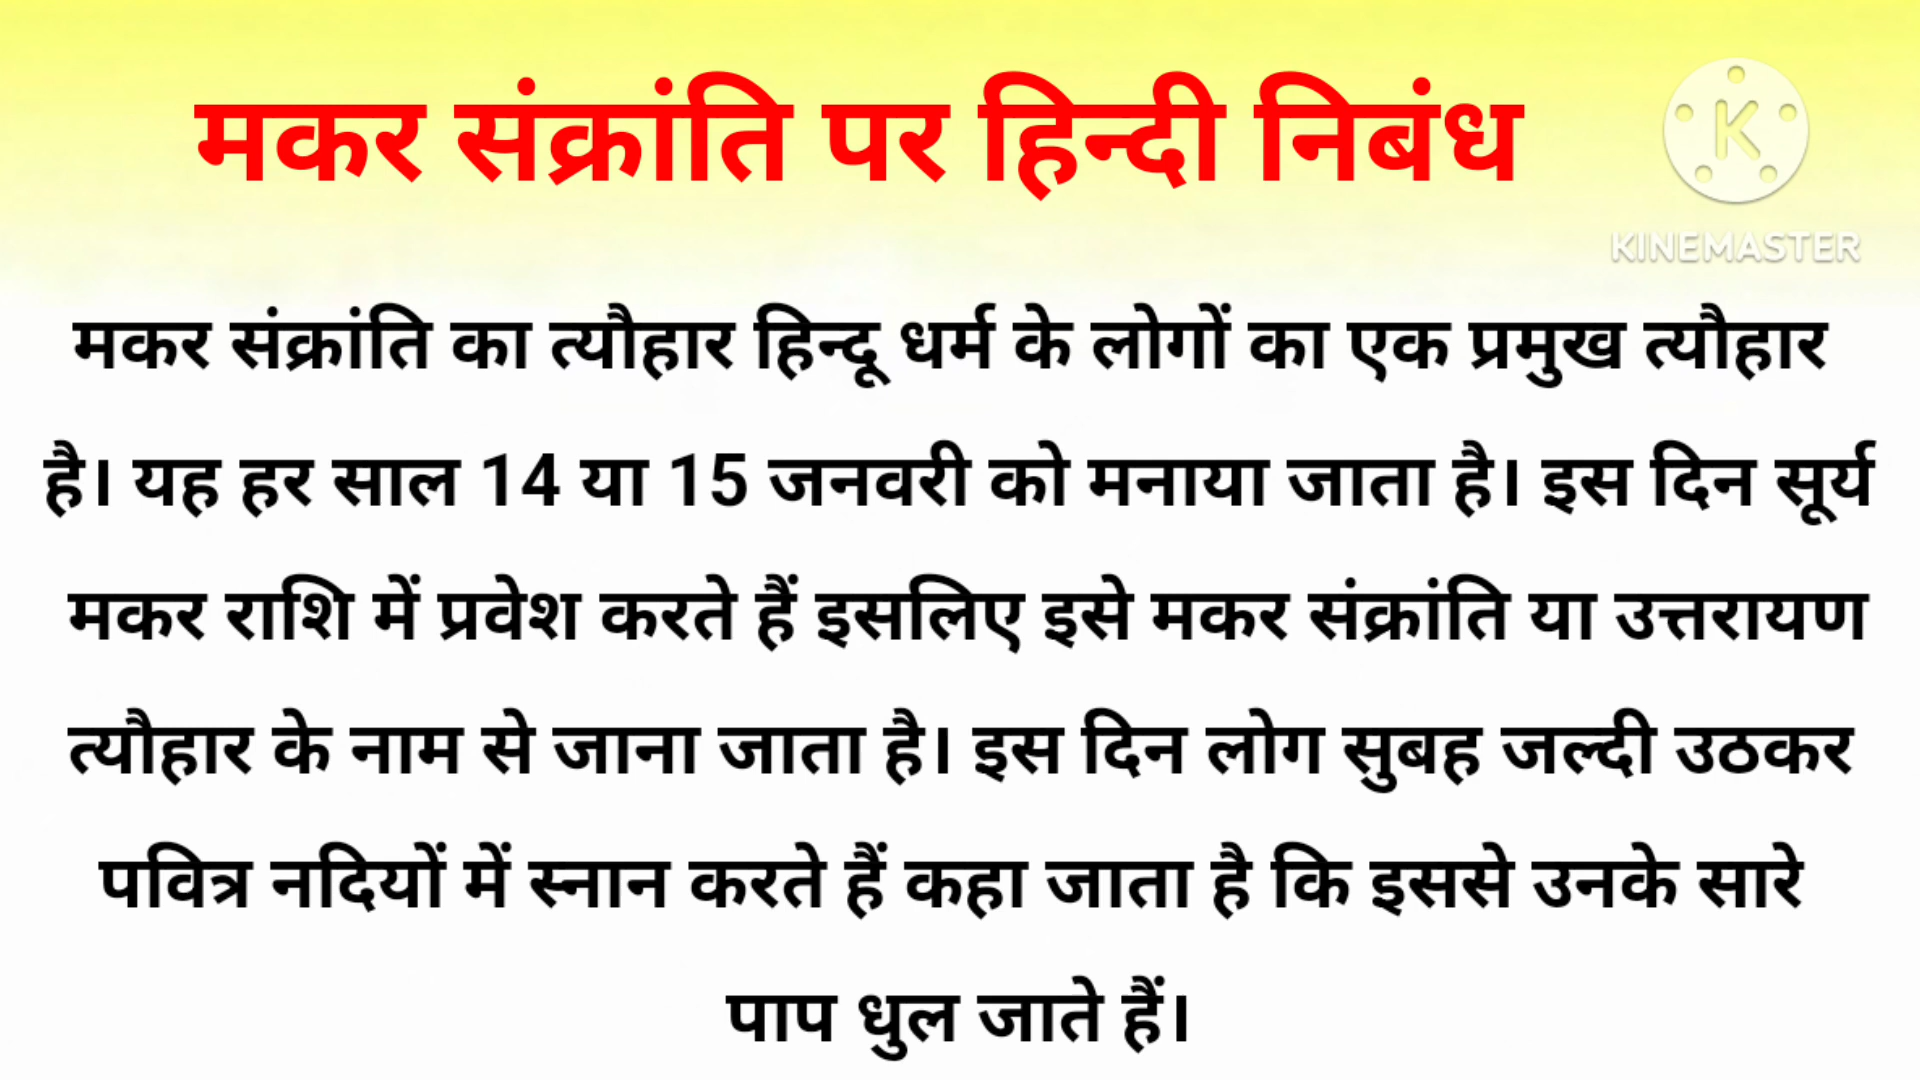 मकर संक्रांति पर हिन्दी निबंध
K
KINEMASTER
मकर संक्रांति का त्यौहार हिन्दू धर्म के लोगों का एक प्रमुख त्यौहार
है। यह हर साल 14 या 15 जनवरी को मनाया जाता है। इस दिन सूर्य
मकर राशि में प्रवेश करते हैं इसलिए इसे मकर संक्रांति या उत्तरायण
त्यौहार के नाम से जाना जाता है। इस दिन लोग सुबह जल्दी उठकर
पवित्र नदियों में स्नान करते हैं कहा जाता है कि इससे उनके सारे
पाप धुल जाते हैं।